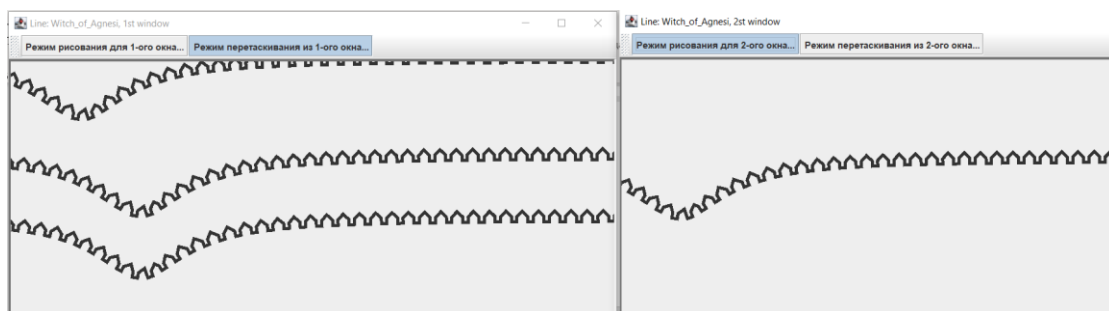 Line: Witch_of_Agnesi, 1st window
Режим рисования для 1-ого окна...
Режим перетаскивания из 1-ого окна...
Line: Witch_of_Agnesi, 2st window
Режим рисования для 2-ого окна...
Режим перетаскивания из 2-ого окна...